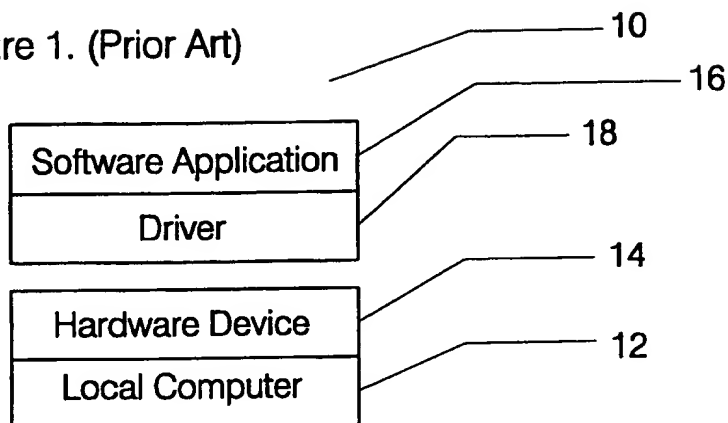 re 1. (Prior Art)
10
16
Software Application
18
Driver
14
Hardware Device
12
Local Computer